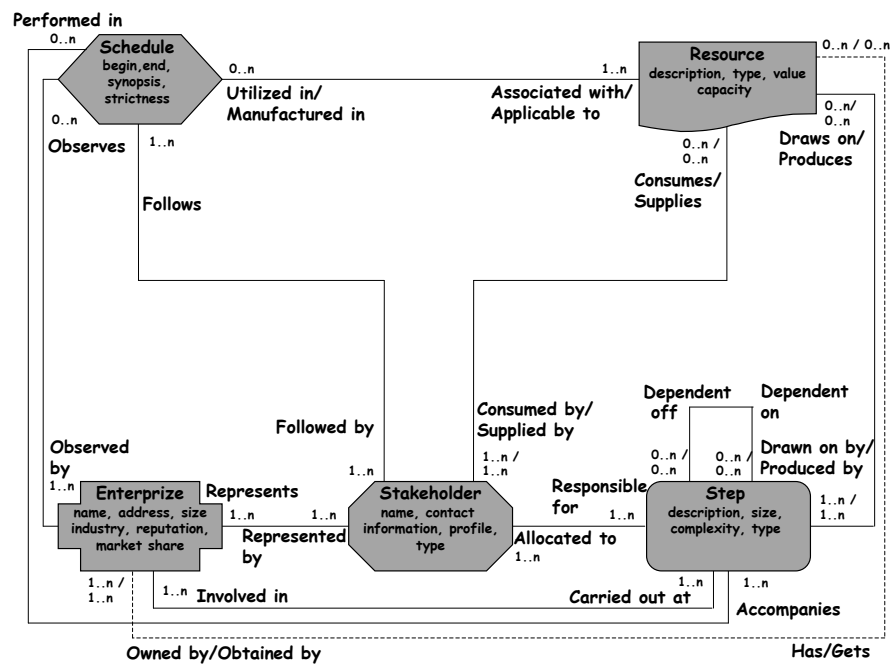 Performed in
0..n
Schedule
begin,end,
synopsis,
strictness
0..n
Utilized in/
Manufactured in
1..n
Associated with/
Applicable to
Resource
description, type, value
capacity
0..n / 0..n
0..n/
0..n
Draws on/
Produces
0..n
Observes
1..n
Follows
0..n /
0..n
Consumes/
Supplies
Followed by
1..n
Consumed by/
Supplied by
1..n /
1..n
Dependent
off
Dependent
on
0..n /
0..n
0..n /
0..n
Drawn on by/
Produced by
1..n /
1..n
Observed
by
1..n
Enterprize
name, address, size
industry, reputation,
market share
Represents
1..n
Represented
by
1..n
Stakeholder
name, contact
information, profile,
type
Responsible
for
1..n
Allocated to
1..n
Step
description, size,
complexity, type
1..n /
1..n
1..n
Involved in
Carried out at
1..n
1..n
Accompanies
Owned by/Obtained by
Has/Gets